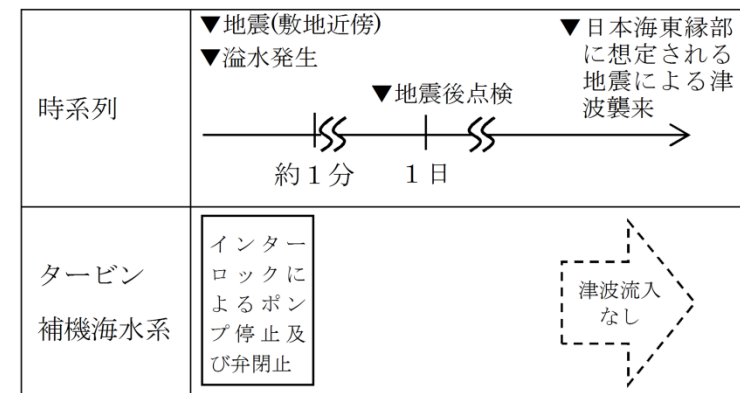 時系列
▼地震(敷地近傍)
▼溢水発生
▼地震後点検
▼日本海東縁部
に想定される
地震による津
波襲来
約1分
1日
タービン
補機海水系
インター
ロックに
よるポン
プ停止及
び弁閉止
津波流入
なし